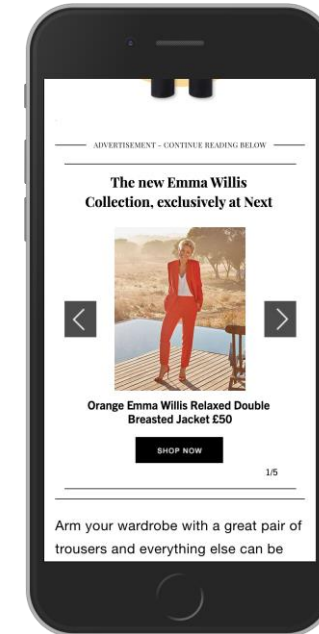 ADVERTISEMENT - CONTINUE READING BELOW
The new Emma Willis
Collection, exclusively at Next
Orange Emma Willis Relaxed Double
Breasted Jacket £50
SHOP NOW
1/5
Arm your wardrobe with a great pair of
trousers and everything else can be